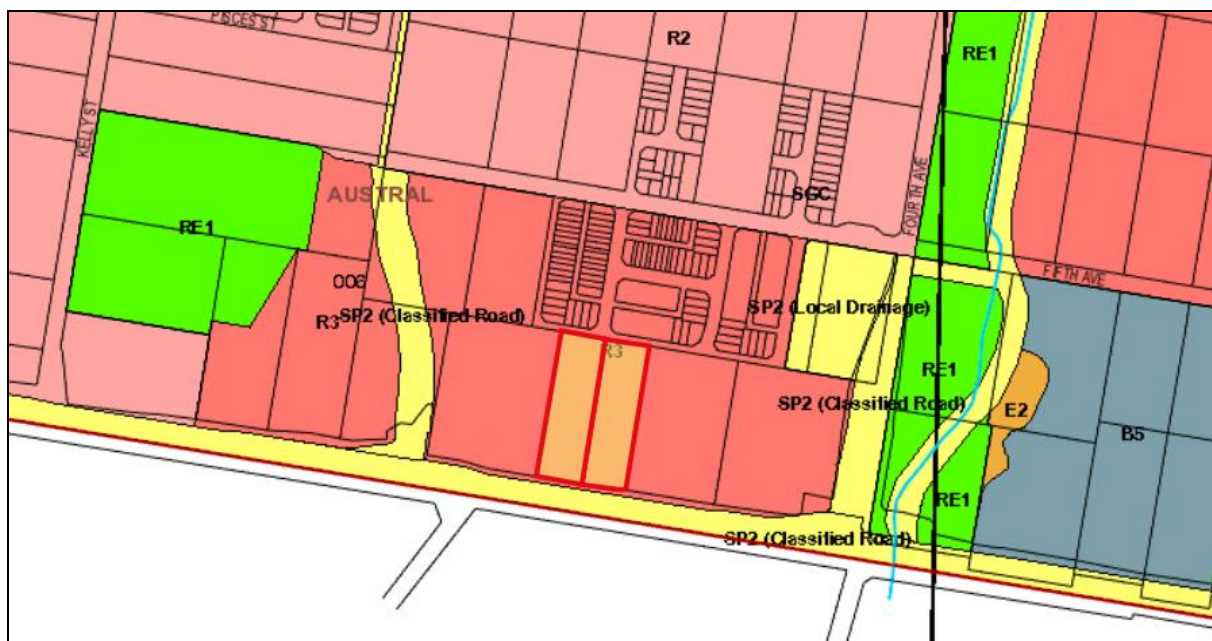 PISCES ST
R2
RE1
KELLY ST
AUSTRAL
SGC
FOURTH AVE
RE1
006
R3
SP2 (Classified Road)
SP2 (Local Drainage)
FIFTH AVE
R3
RE1
SP2 (Classified Road)
E2
B5
RE1
SP2 (Classified Road)